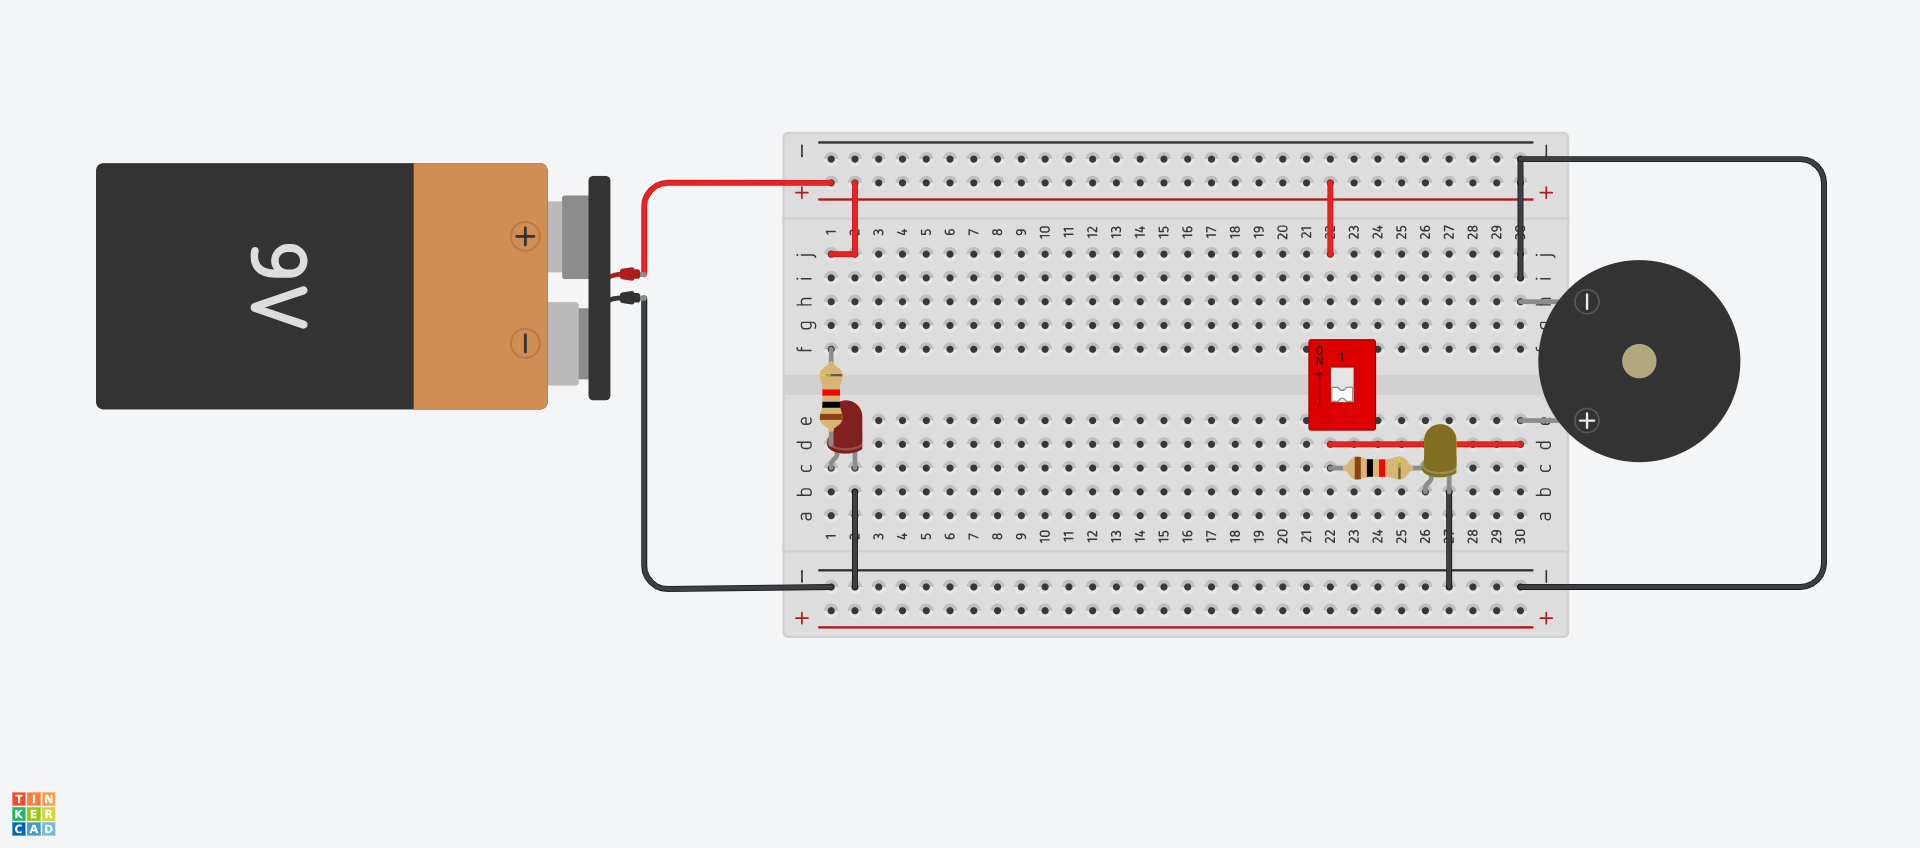 9V
+
−
− −
+ +
1 2 3 4 5 6 7 8 9 10 11 12 13 14 15 16 17 18 19 20 21 22 23 24 25 26 27 28 29 30
j j
i i
h h
g g
f f
ON 1
−
+
e e
d d
c c
b b
a a
1 2 3 4 5 6 7 8 9 10 11 12 13 14 15 16 17 18 19 20 21 22 23 24 25 26 27 28 29 30
− −
+ +
TIN
KER
CAD